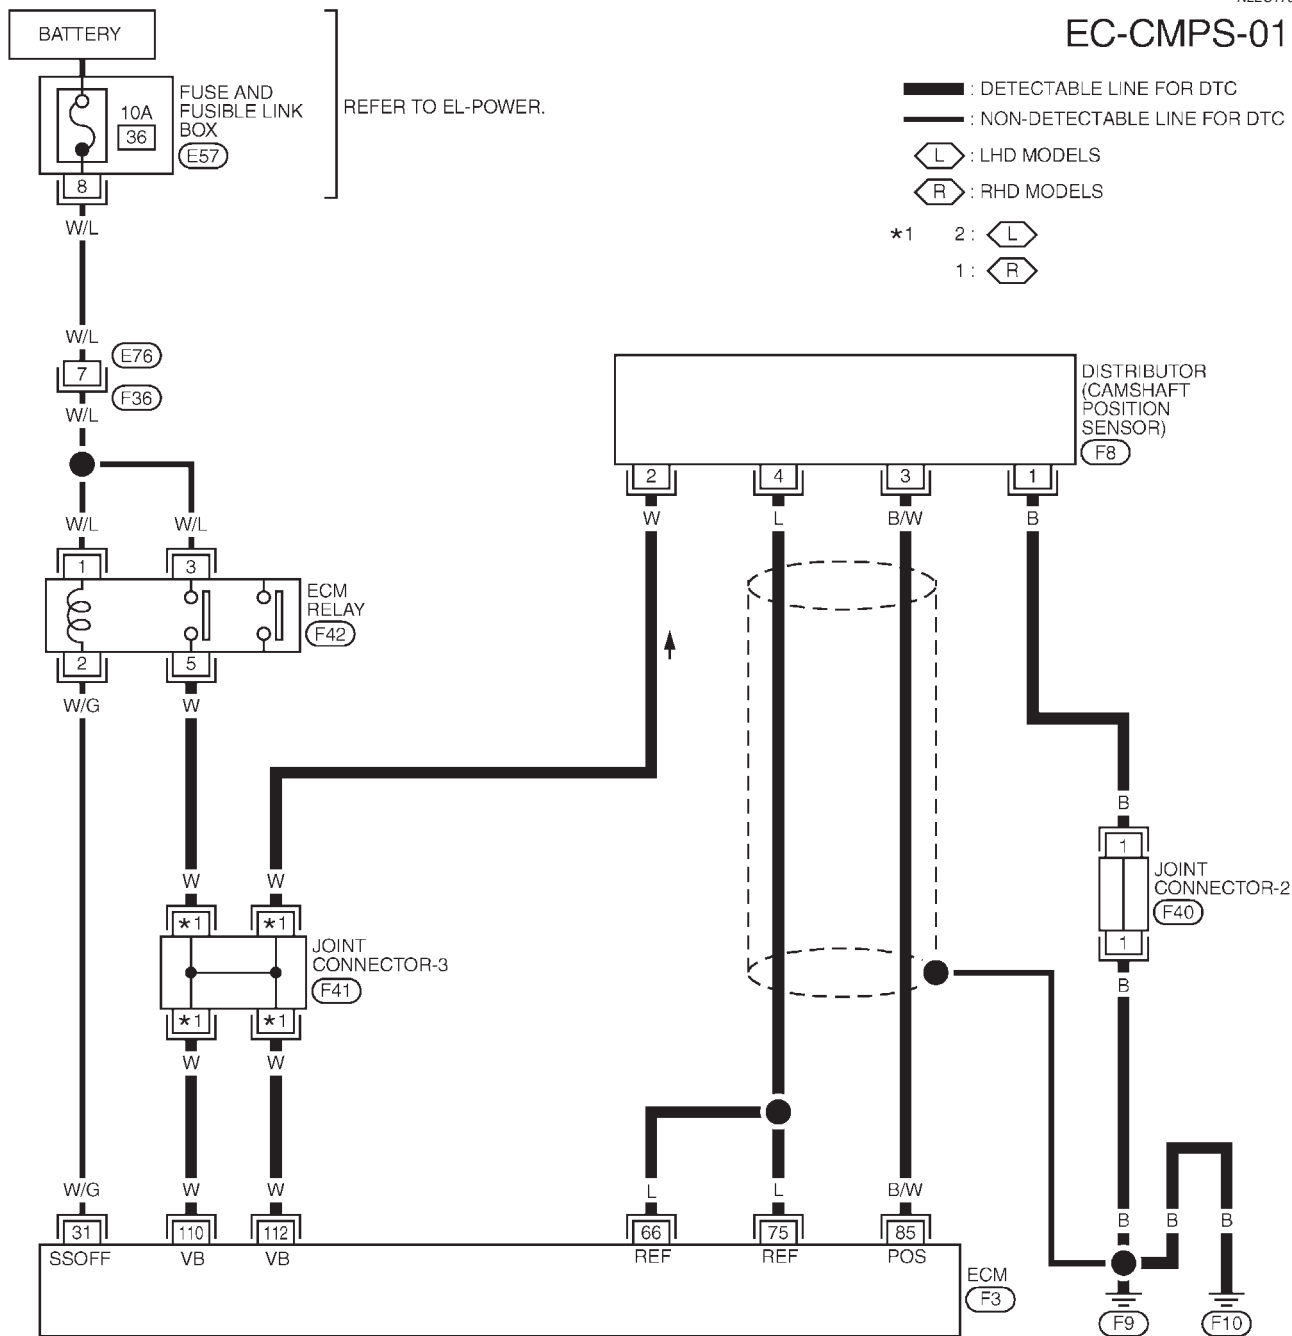 EC-CMPS-01
BATTERY
10A
36
FUSE AND
FUSIBLE LINK
BOX
E57
REFER TO EL-POWER.
: DETECTABLE LINE FOR DTC
: NON-DETECTABLE LINE FOR DTC
L : LHD MODELS
R : RHD MODELS
*1 2 : L
1 : R
8
W/L
W/L
7
E76
F36
W/L
DISTRIBUTOR
(CAMSHAFT
POSITION
SENSOR)
F8
2 4 3 1
W L B/W B
W/L W/L
1 3
ECM
RELAY
F42
2 5
W/G W
B
1
JOINT
CONNECTOR-2
F40
1
B
W W
*1 *1
JOINT
CONNECTOR-3
F41
*1 *1
W W
W/G W W L L B/W B B B
31 110 112 66 75 85
SSOFF VB VB REF REF POS
ECM
F3
F9 F10